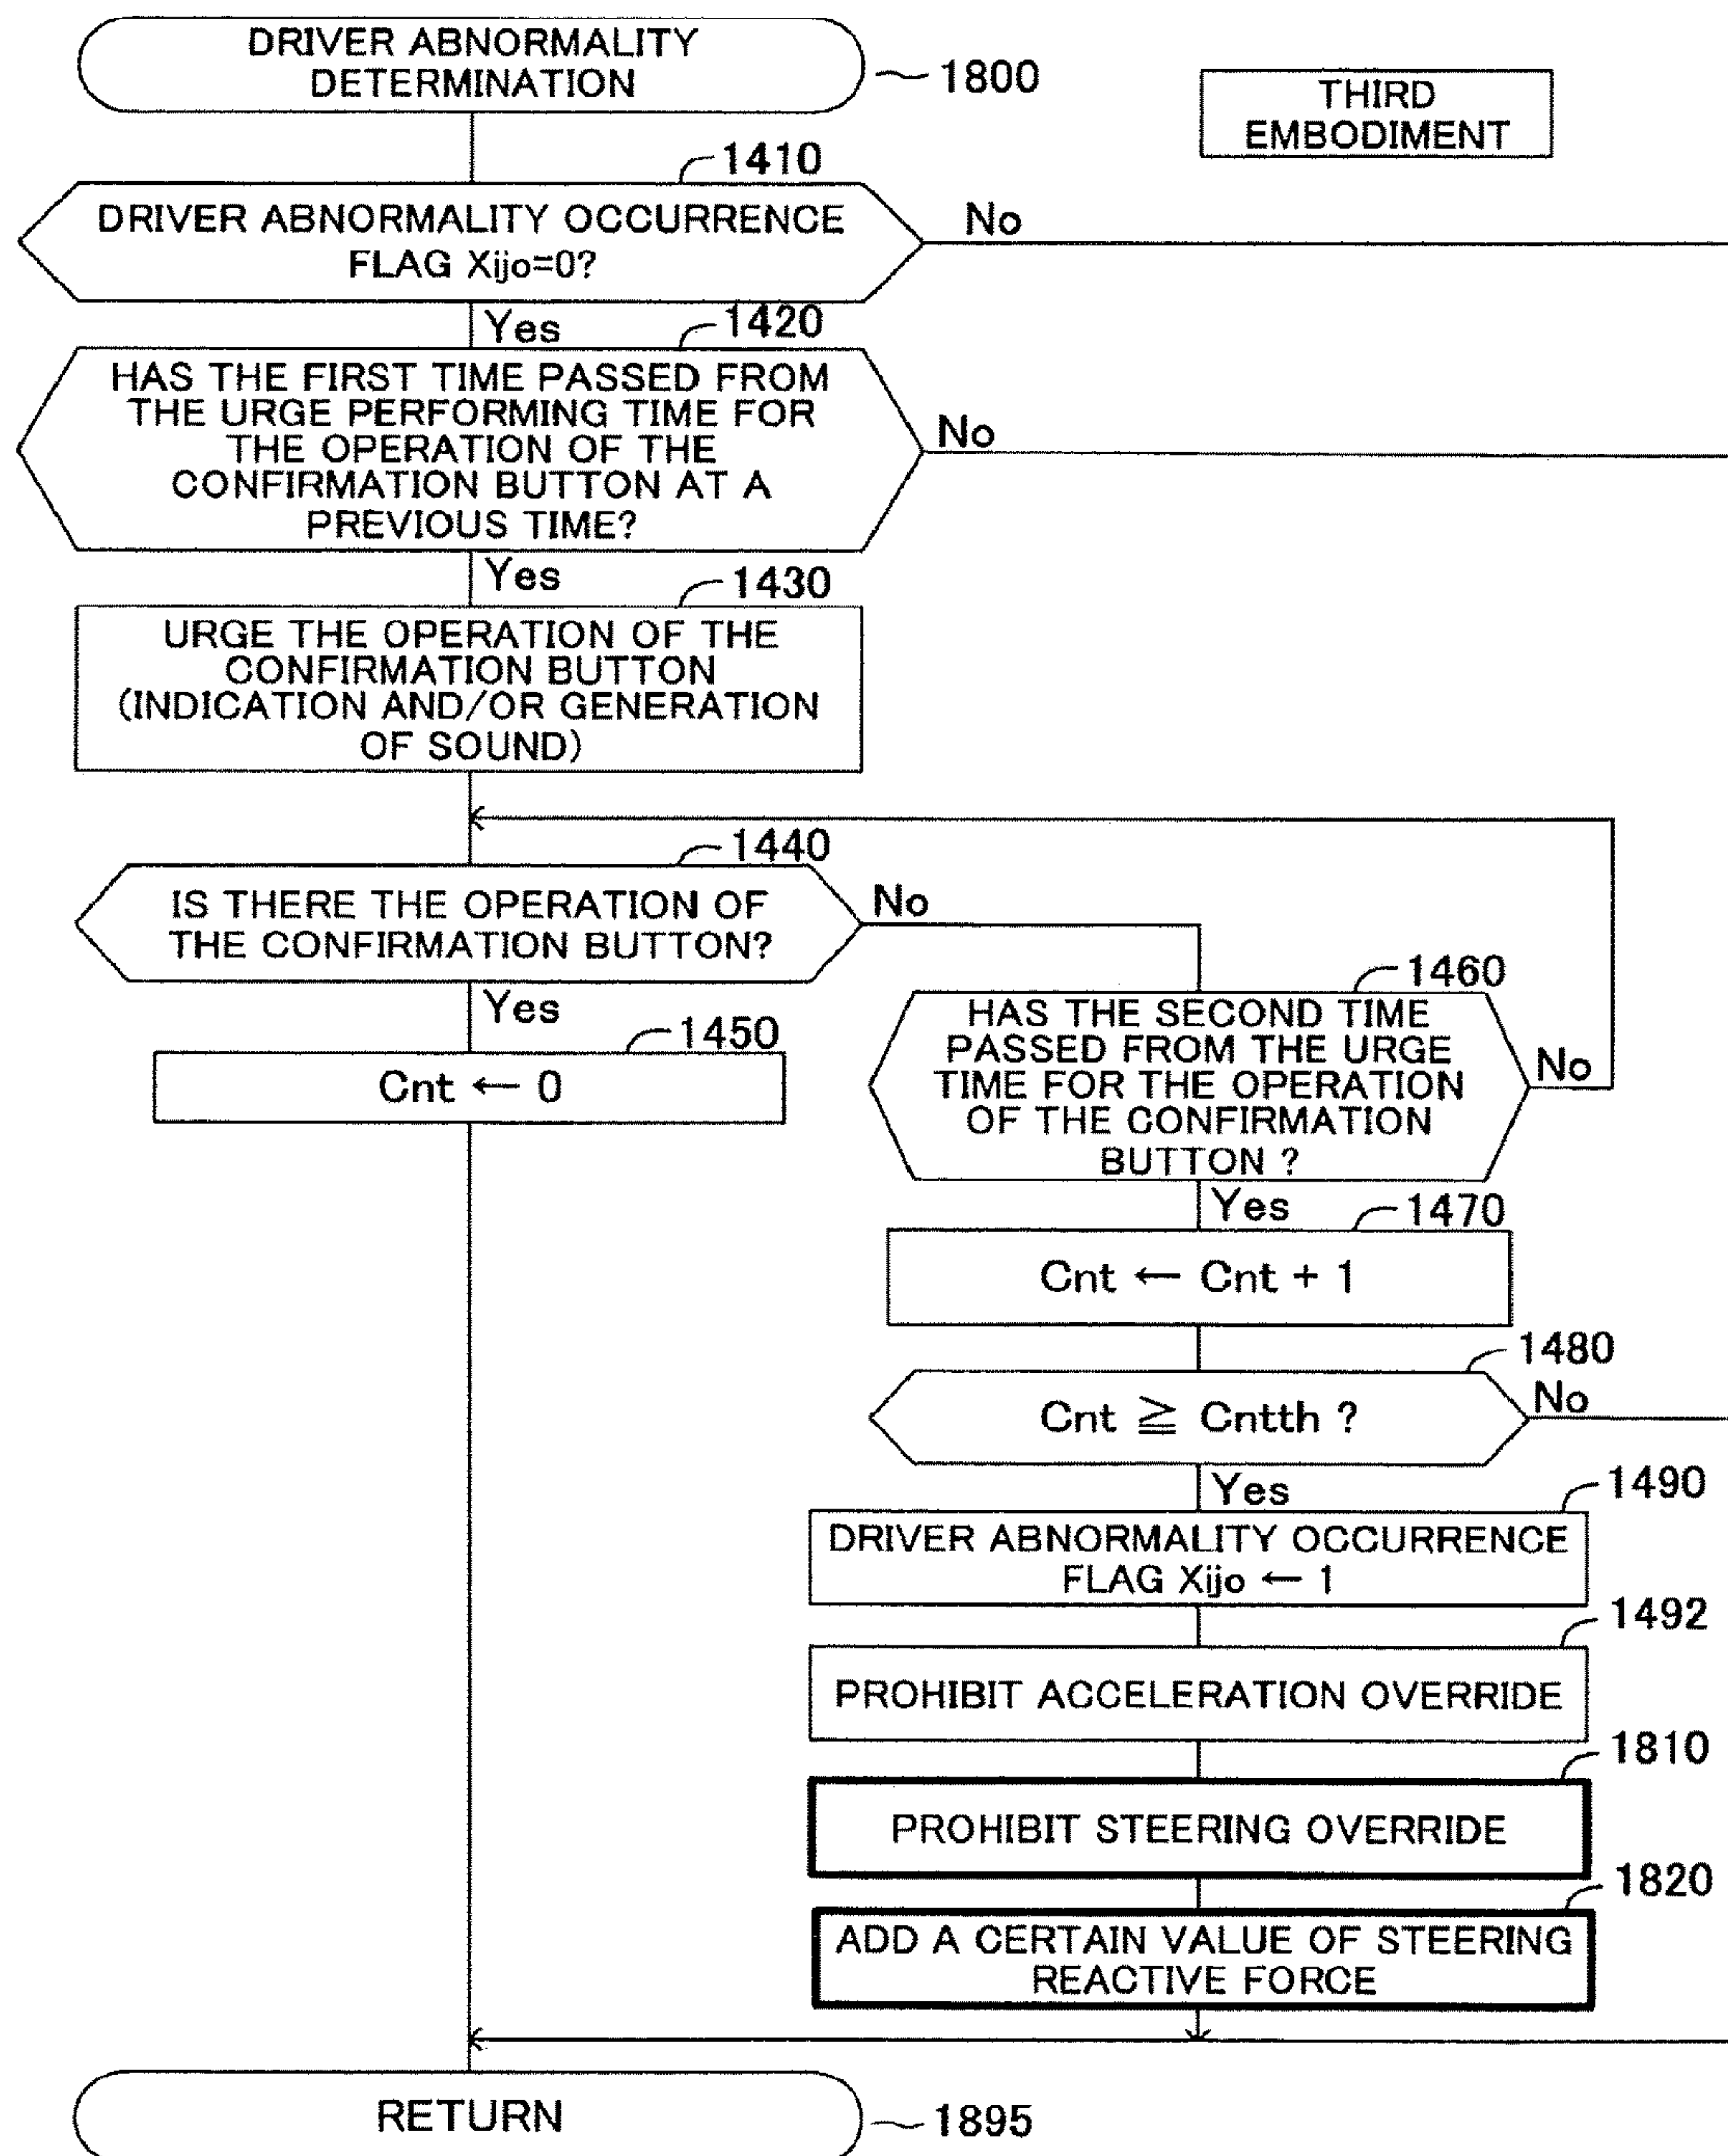 DRIVER ABNORMALITY
DETERMINATION
1800
THIRD
EMBODIMENT
1410
DRIVER ABNORMALITY OCCURRENCE
FLAG Xijo=0?
No
Yes
1420
HAS THE FIRST TIME PASSED FROM
THE URGE PERFORMING TIME FOR
THE OPERATION OF THE
CONFIRMATION BUTTON AT A
PREVIOUS TIME?
No
Yes
1430
URGE THE OPERATION OF THE
CONFIRMATION BUTTON
(INDICATION AND/OR GENERATION
OF SOUND)
1440
IS THERE THE OPERATION OF
THE CONFIRMATION BUTTON?
No
Yes
1450
Cnt ← 0
1460
HAS THE SECOND TIME
PASSED FROM THE URGE
TIME FOR THE OPERATION
OF THE CONFIRMATION
BUTTON ?
No
Yes
1470
Cnt ← Cnt + 1
1480
Cnt ≧ Cntth ?
No
Yes
1490
DRIVER ABNORMALITY OCCURRENCE
FLAG Xijo ← 1
1492
PROHIBIT ACCELERATION OVERRIDE
1810
PROHIBIT STEERING OVERRIDE
1820
ADD A CERTAIN VALUE OF STEERING
REACTIVE FORCE
RETURN
1895